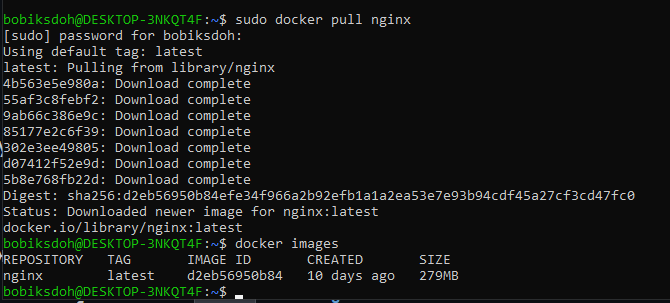 bobiksdoh@DESKTOP-3NKQT4F:~$ sudo docker pull nginx
[sudo] password for bobiksdoh:
Using default tag: latest
latest: Pulling from library/nginx
4b563e5e980a: Download complete
55af3c8febf2: Download complete
9ab66c386e9c: Download complete
85177e2c6f39: Download complete
302e3ee49805: Download complete
d07412f52e9d: Download complete
5b8e768fb22d: Download complete
Digest: sha256:d2eb56950b84efe34f966a2b92efb1a1a2ea53e7e93b94cdf45a27cf3cd47fc0
Status: Downloaded newer image for nginx:latest
docker.io/library/nginx:latest
bobiksdoh@DESKTOP-3NKQT4F:~$ docker images
REPOSITORY   TAG       IMAGE ID       CREATED       SIZE
nginx        latest    d2eb56950b84   10 days ago   279MB
bobiksdoh@DESKTOP-3NKQT4F:~$